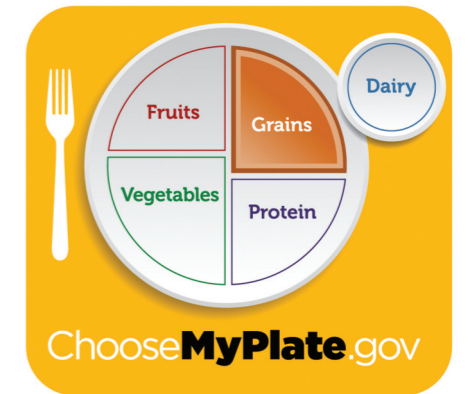 Dairy
Fruits
Grains
Vegetables
Protein
ChooseMyPlate.gov